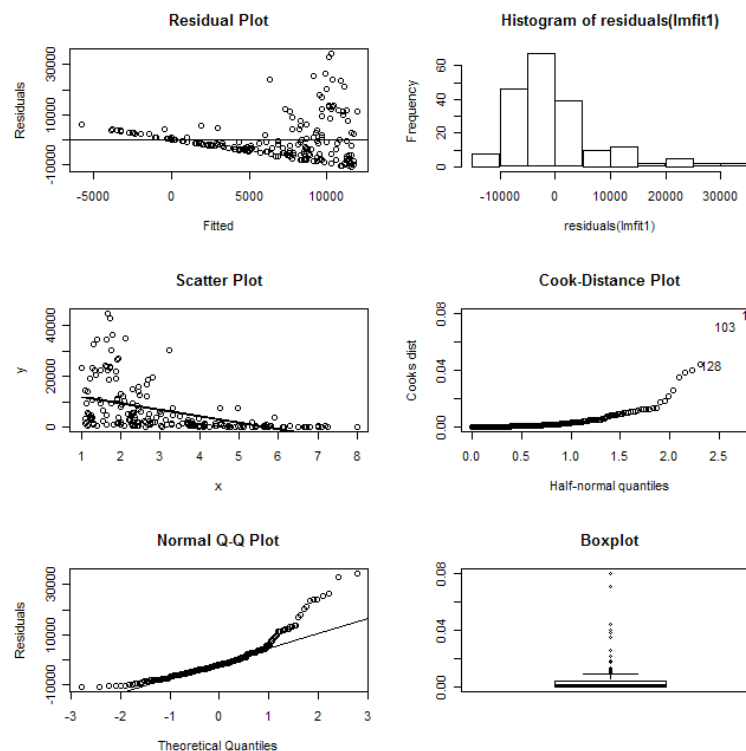 Residual Plot
Residuals
-10000 10000 30000
-5000 0 5000 10000
Fitted
Histogram of residuals(lmfit1)
Frequency
0 20 40 60
-10000 0 10000 20000 30000
residuals(lmfit1)
Scatter Plot
y
0 20000 40000
1 2 3 4 5 6 7 8
x
Cook-Distance Plot
Cooks dist
0.00 0.04 0.08
1
103
128
0.0 0.5 1.0 1.5 2.0 2.5
Half-normal quantiles
Normal Q-Q Plot
Residuals
-10000 10000 30000
-3 -2 -1 0 1 2 3
Theoretical Quantiles
Boxplot
0.00 0.04 0.08